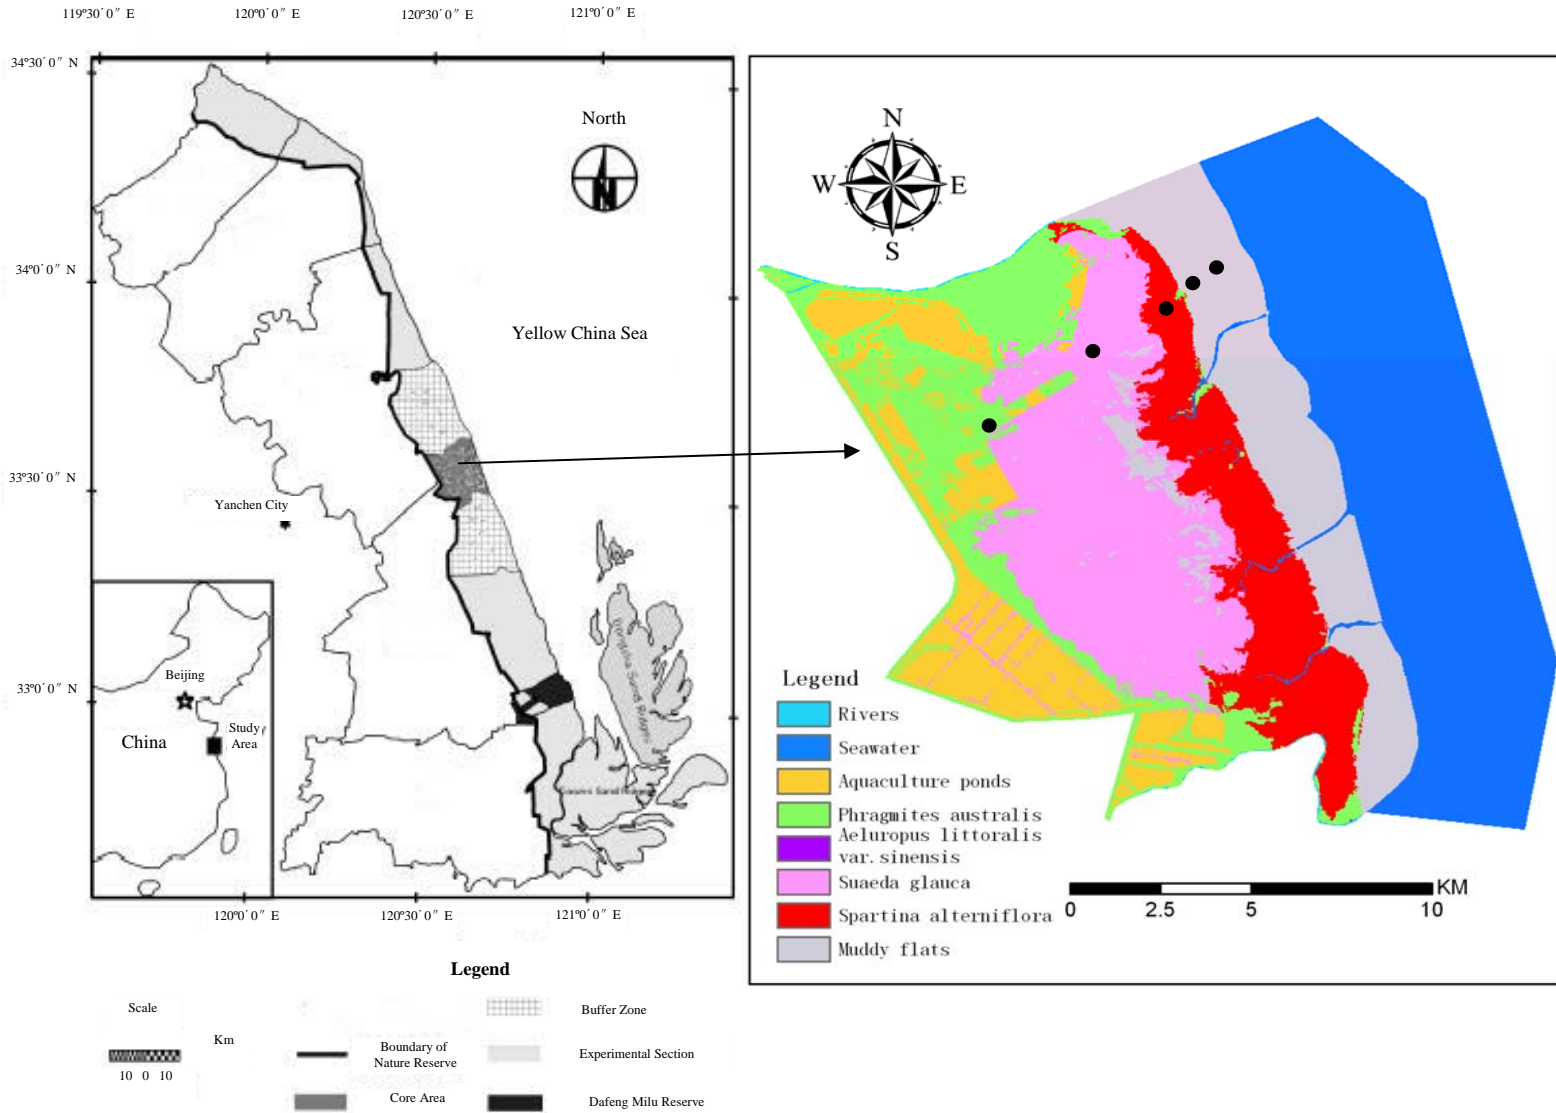 119°30′0″ E
120°0′0″ E
120°30′0″ E
121°0′0″ E
34°30′0″ N
34°0′0″ N
33°30′0″ N
33°0′0″ N
North
N
Yellow China Sea
Yanchen City
Beijing
China
Study
Area
Sand Ridges
Sand
120°0′0″ E
120°30′0″ E
121°0′0″ E
Legend
Scale
Km
10 0 10
Boundary of
Nature Reserve
Core Area
Buffer Zone
Experimental Section
Dafeng Milu Reserve
N
W
E
S
Legend
Rivers
Seawater
Aquaculture ponds
Phragmites australis
Aeluropus littoralis
var.sinensis
Suaeda glauca
Spartina alterniflora
Muddy flats
KM
0 2.5 5 10